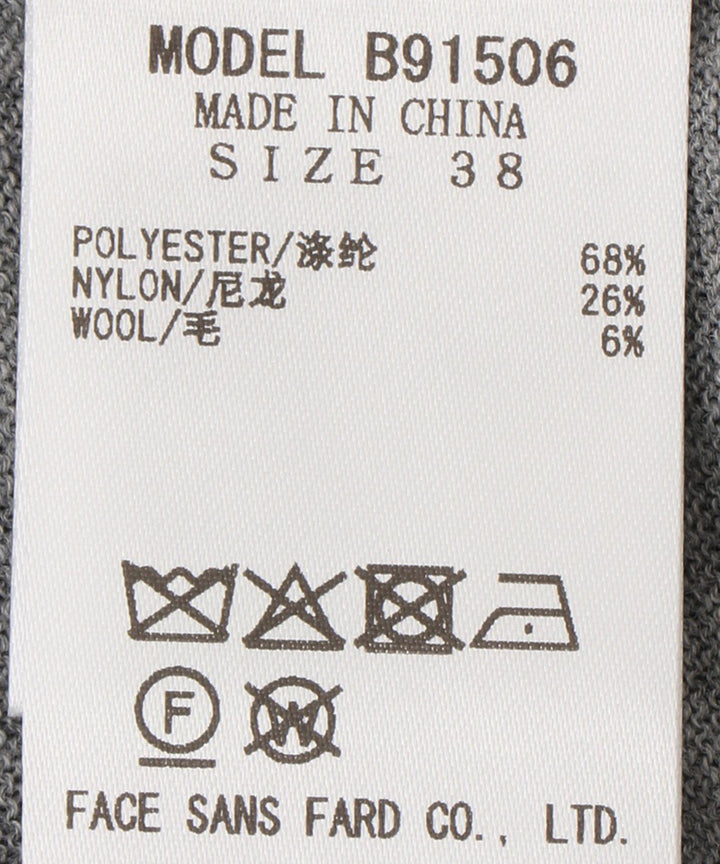 MODEL B91506
MADE IN CHINA
SIZE 38
POLYESTER/涤纶 68%
NYLON/尼龙 26%
WOOL/毛 6%
F W
FACE SANS FARD CO., LTD.